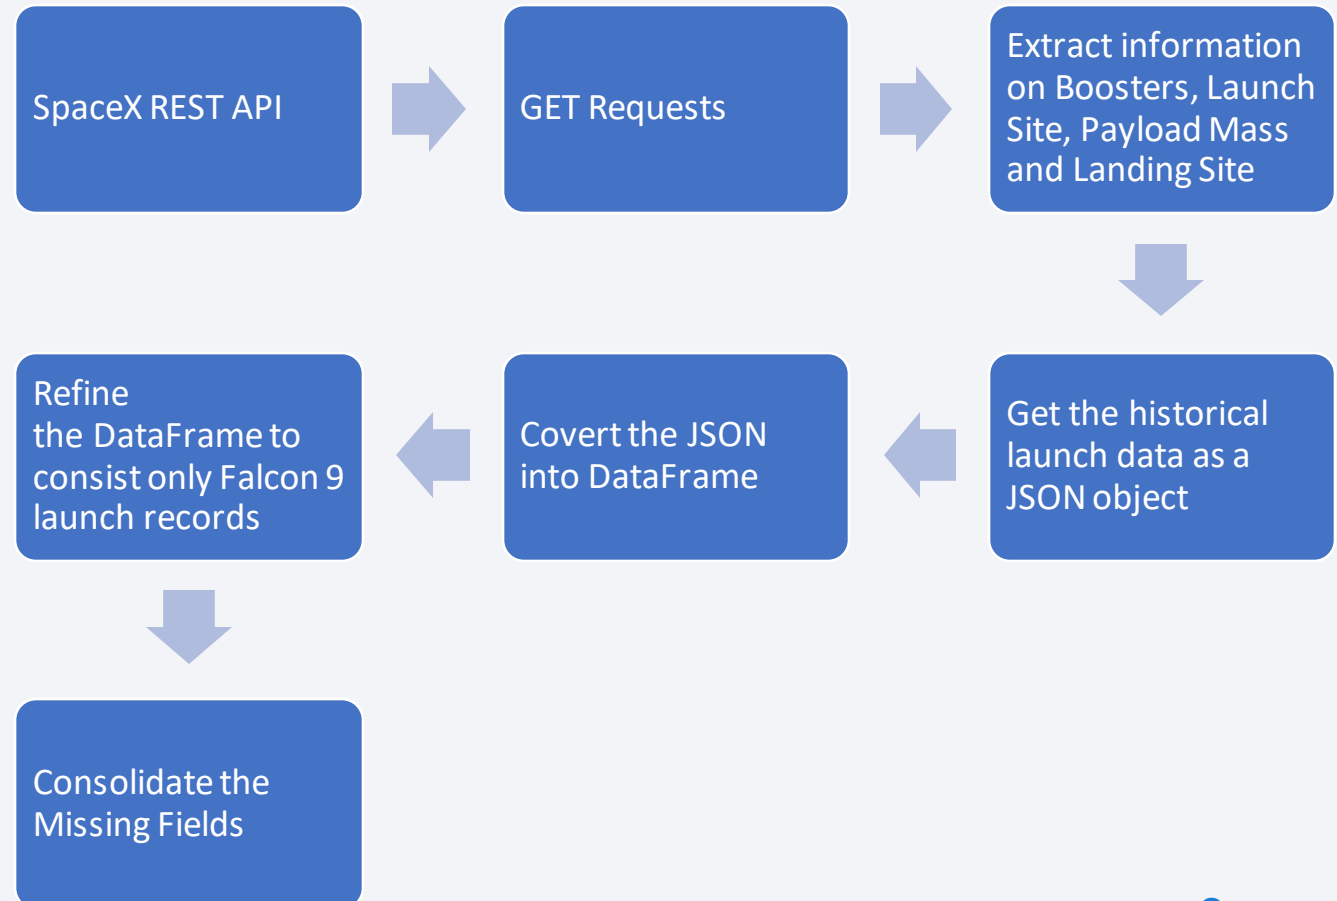 SpaceX REST API
GET Requests
Extract information
on Boosters, Launch
Site, Payload Mass
and Landing Site
Get the historical
launch data as a
JSON object
Covert the JSON
into DataFrame
Refine
the DataFrame to
consist only Falcon 9
launch records
Consolidate the
Missing Fields